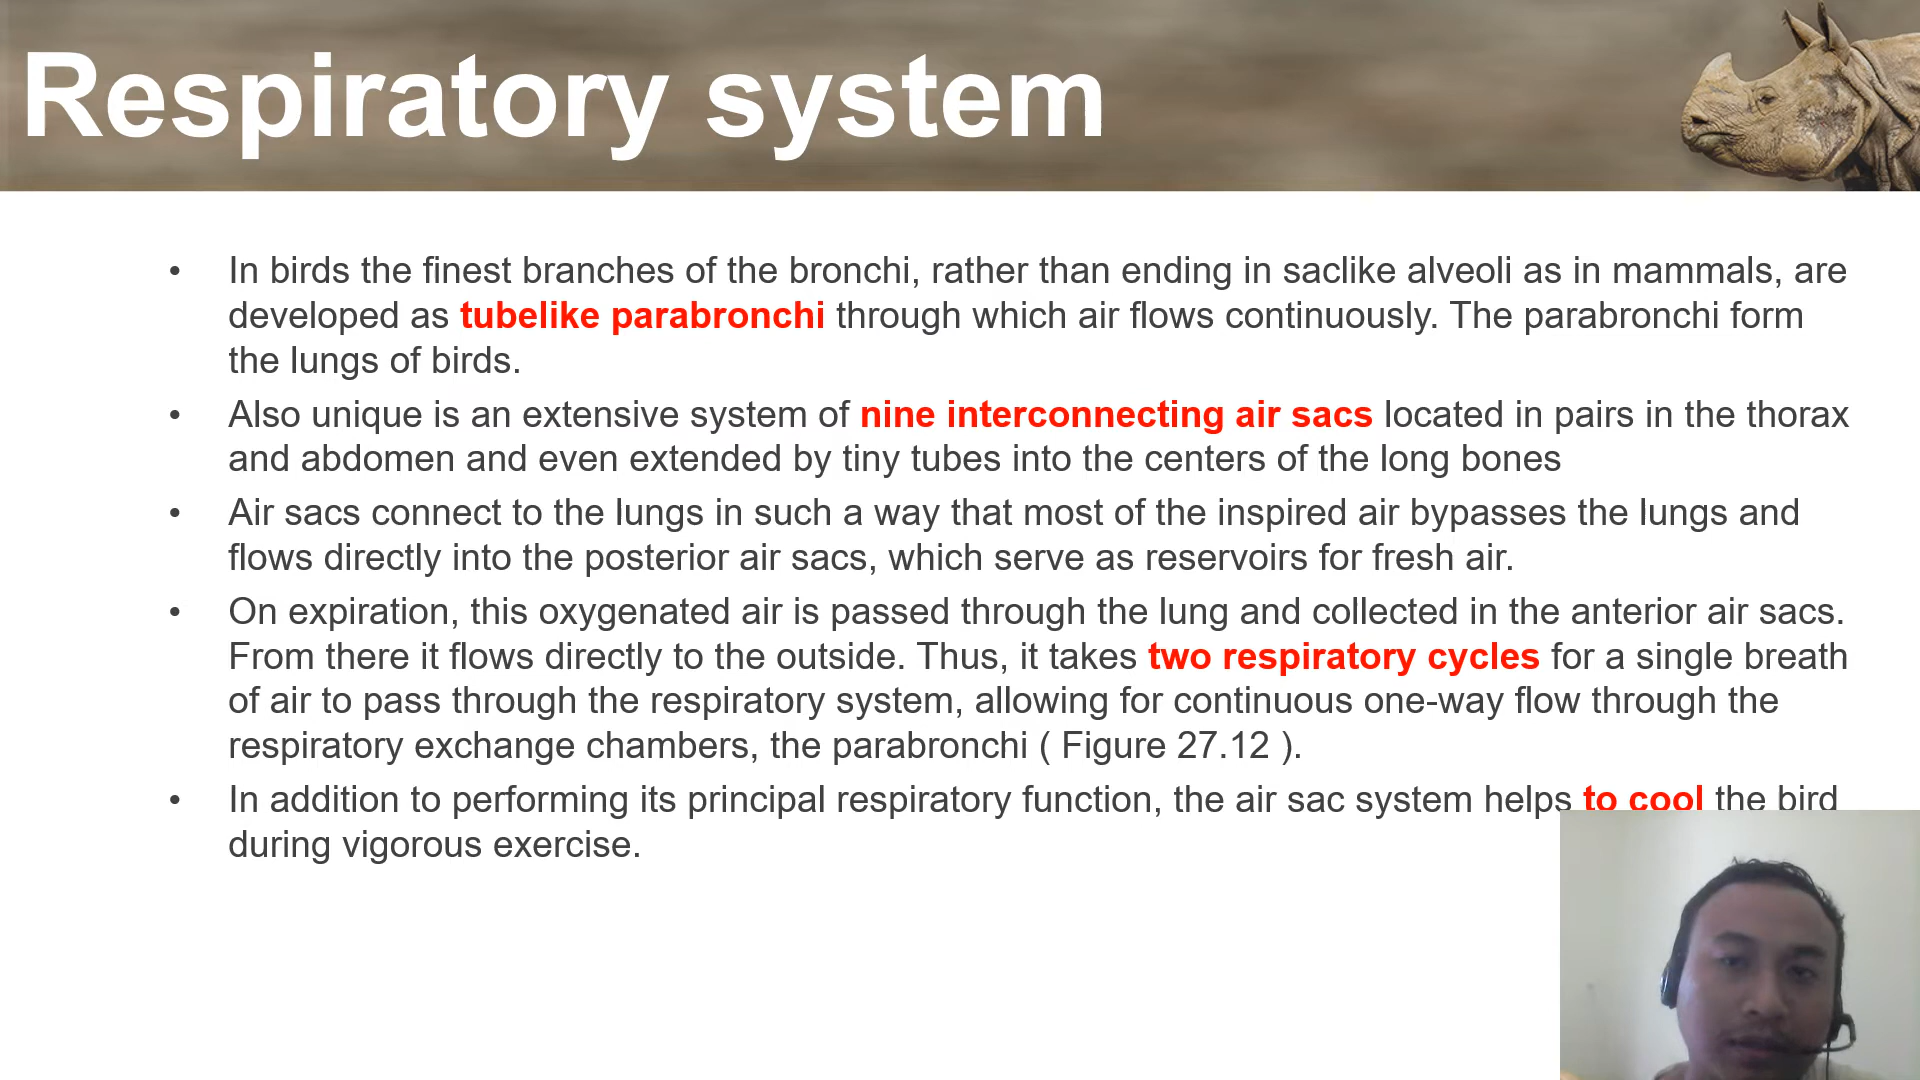 Respiratory system
• In birds the finest branches of the bronchi, rather than ending in saclike alveoli as in mammals, are
developed as tubelike parabronchi through which air flows continuously. The parabronchi form
the lungs of birds.
• Also unique is an extensive system of nine interconnecting air sacs located in pairs in the thorax
and abdomen and even extended by tiny tubes into the centers of the long bones
• Air sacs connect to the lungs in such a way that most of the inspired air bypasses the lungs and
flows directly into the posterior air sacs, which serve as reservoirs for fresh air.
• On expiration, this oxygenated air is passed through the lung and collected in the anterior air sacs.
From there it flows directly to the outside. Thus, it takes two respiratory cycles for a single breath
of air to pass through the respiratory system, allowing for continuous one-way flow through the
respiratory exchange chambers, the parabronchi ( Figure 27.12 ).
• In addition to performing its principal respiratory function, the air sac system helps to cool the bird
during vigorous exercise.